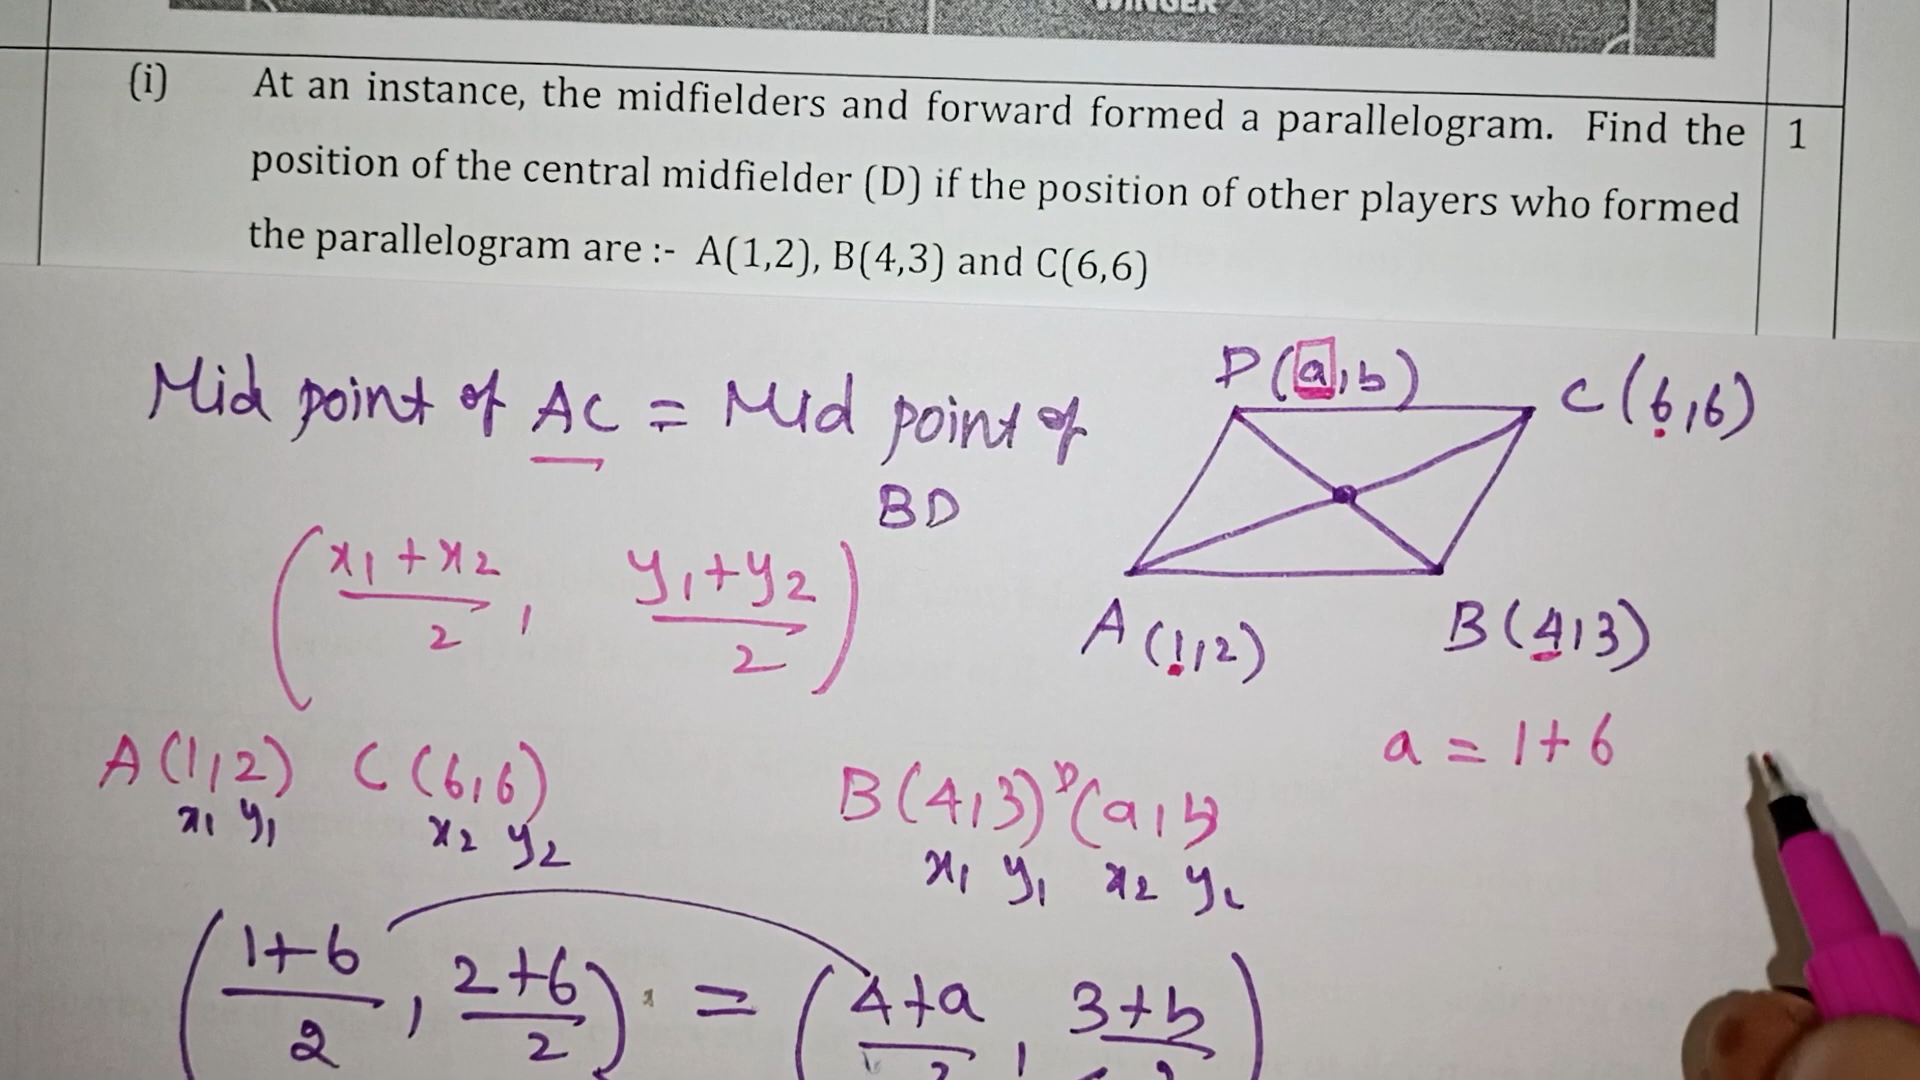 WINGER
(i) At an instance, the midfielders and forward formed a parallelogram. Find the 1
position of the central midfielder (D) if the position of other players who formed
the parallelogram are :- A(1,2), B(4,3) and C(6,6)
Mid point of AC = Mid point of
BD
D(a,b) C(6,6)
A(1,2) B(4,3)
(x1+x2/2, y1+y2/2)
a = 1+6
A(1,2) C(6,6) B(4,3) D(a,b
x1 y1 x2 y2 x1 y1 x2 y2
(1+6/2, 2+6/2) = (4+a/2, 3+b/2)